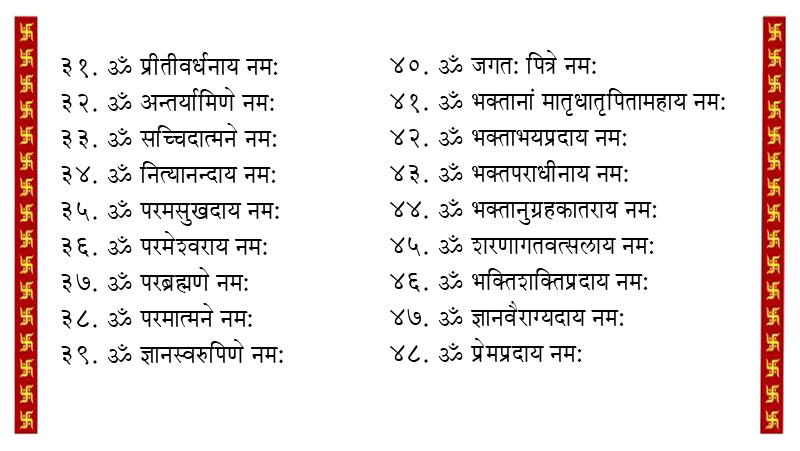 ३१. ॐ प्रीतीवर्धनाय नमः
३२. ॐ अन्तर्यामिणे नमः
३३. ॐ सच्चिदात्मने नमः
३४. ॐ नित्यानन्दाय नमः
३५. ॐ परमसुखदाय नमः
३६. ॐ परमेश्वराय नमः
३७. ॐ परब्रह्मणे नमः
३८. ॐ परमात्मने नमः
३९. ॐ ज्ञानस्वरुपिणे नमः
४०. ॐ जगतः पित्रे नमः
४१. ॐ भक्तानां मातृधातृपितामहाय नमः
४२. ॐ भक्ताभयप्रदाय नमः
४३. ॐ भक्तपराधीनाय नमः
४४. ॐ भक्तानुग्रहकातराय नमः
४५. ॐ शरणागतवत्सलाय नमः
४६. ॐ भक्तिशक्तिप्रदाय नमः
४७. ॐ ज्ञानवैराग्यदाय नमः
४८. ॐ प्रेमप्रदाय नमः